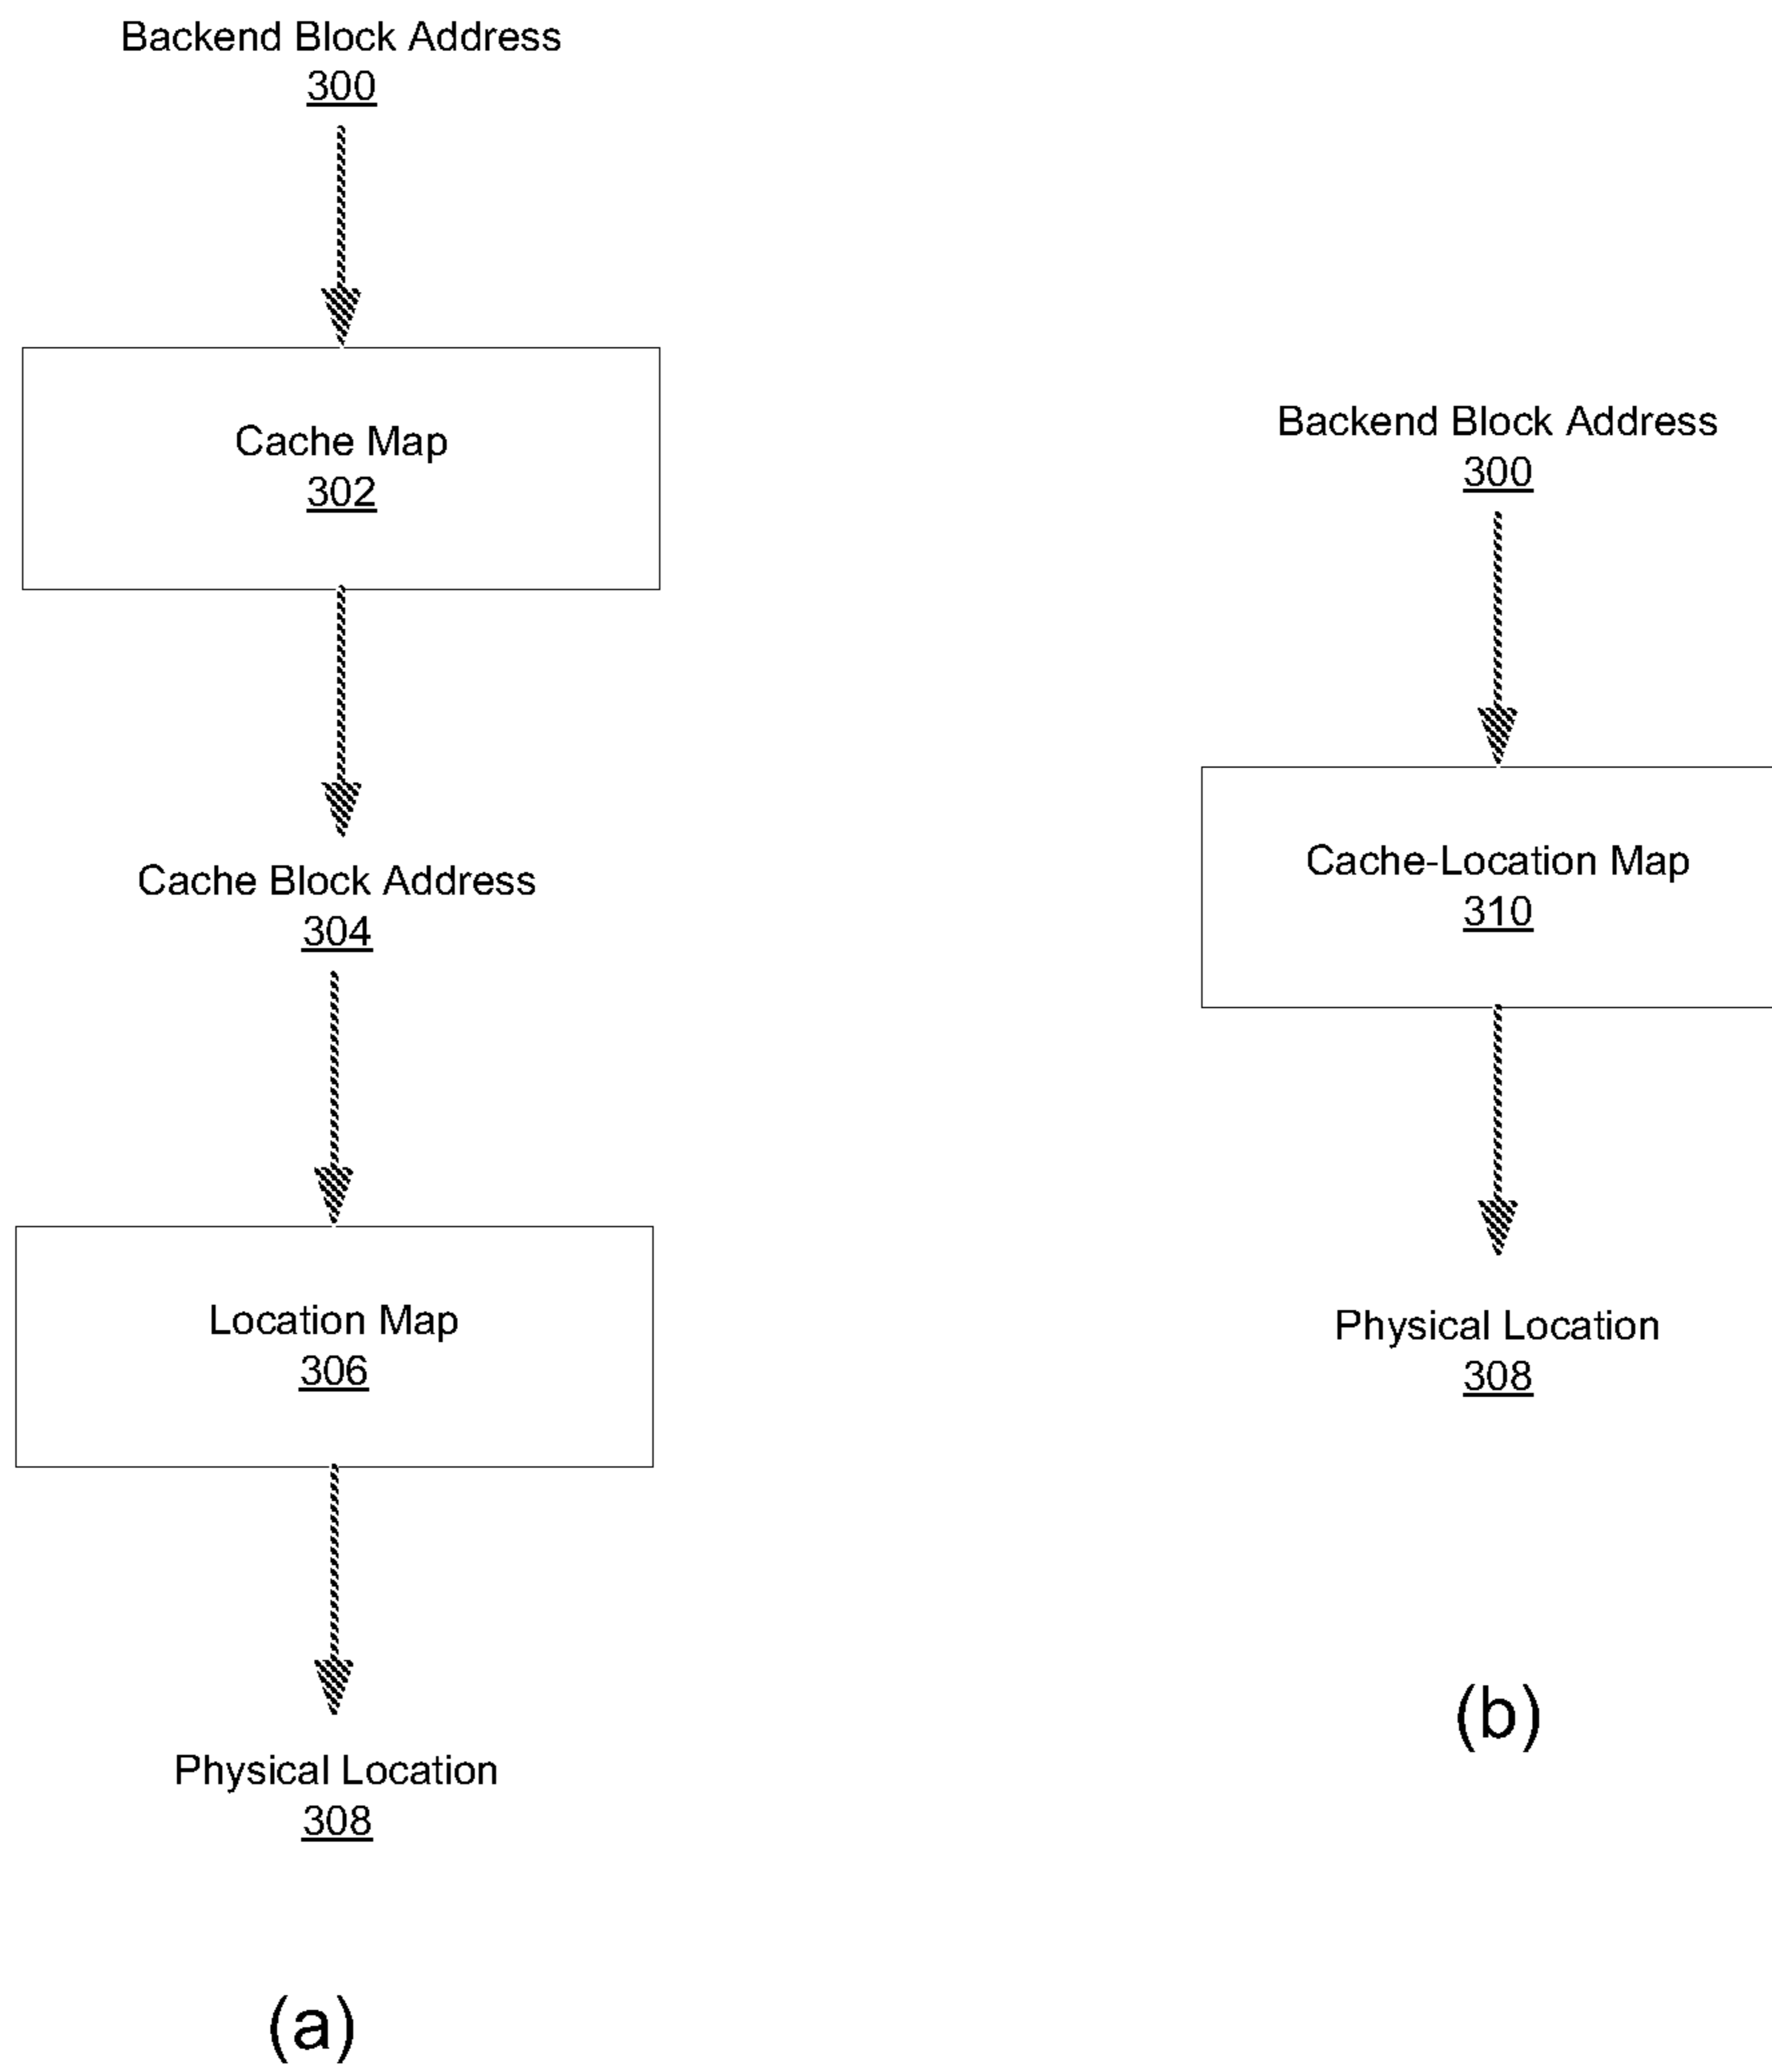 Backend Block Address
300
Cache Map
302
Cache Block Address
304
Location Map
306
Physical Location
308
(a)
Backend Block Address
300
Cache-Location Map
310
Physical Location
308
(b)